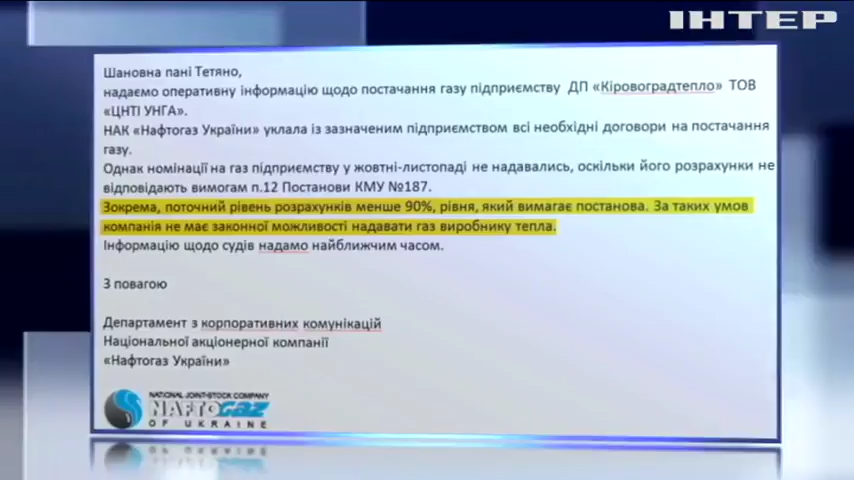 ІНТЕР
Шановна пані Тетяно,
надаємо оперативну інформацію щодо постачання газу підприємству ДП «Кіровоградтепло» ТОВ
«ЦНТІ УНГА».
НАК «Нафтогаз України» уклала із зазначеним підприємством всі необхідні договори на постачання
газу.
Однак номінації на газ підприємству у жовтні-листопаді не надавались, оскільки його розрахунки не
відповідають вимогам п.12 Постанови КМУ №187.
Зокрема, поточний рівень розрахунків менше 90%, рівня, який вимагає постанова. За таких умов
компанія не має законної можливості надавати газ виробнику тепла.
Інформацію щодо судів надамо найближчим часом.
З повагою
Департамент з корпоративних комунікацій
Національної акціонерної компанії
«Нафтогаз України»
NATIONAL JOINT-STOCK COMPANY
NAFTOGAZ
OF UKRAINE